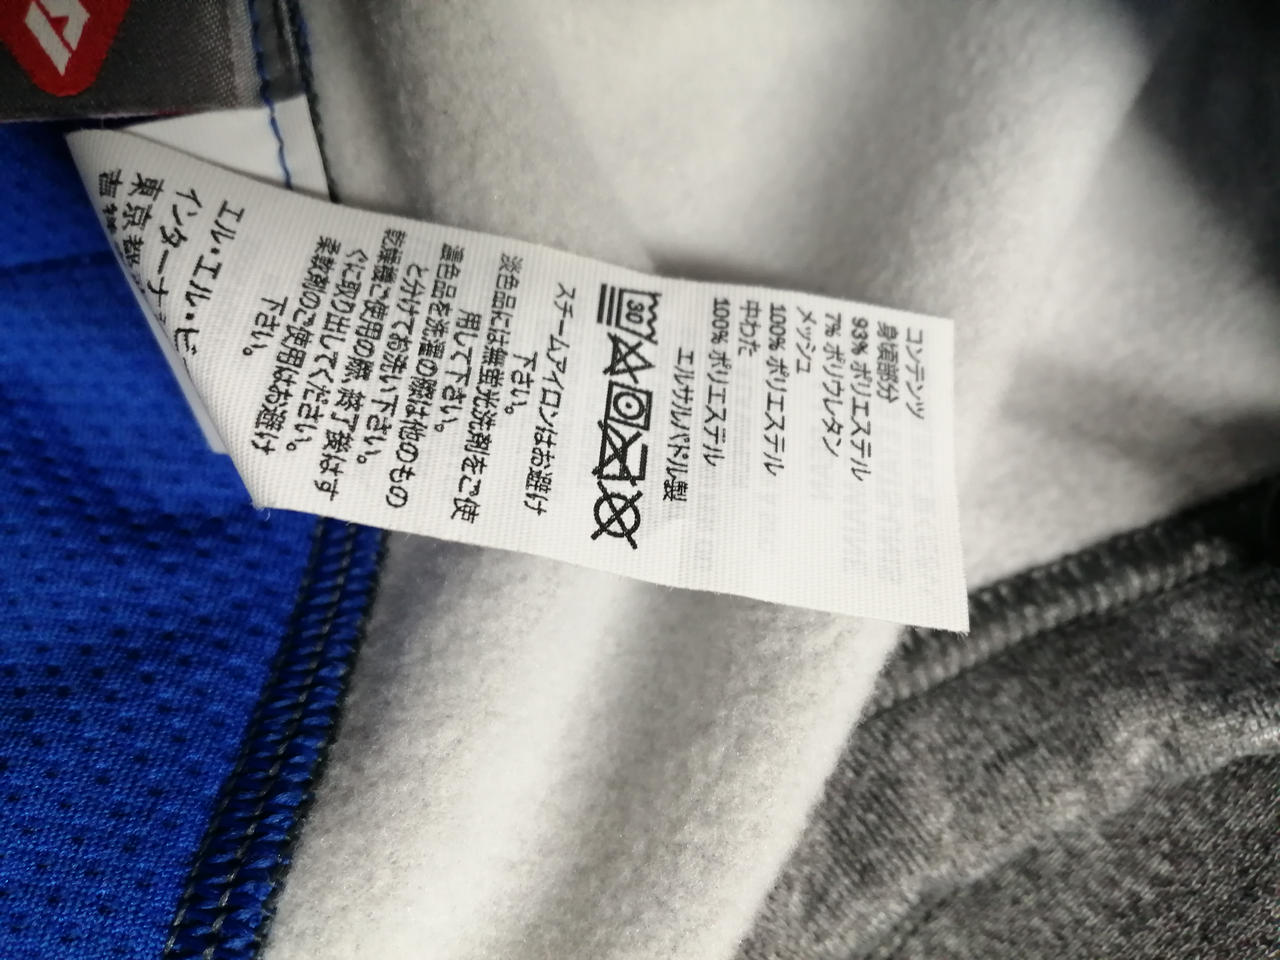 コンテンツ
身頃部分
93% ポリエステル
7% ポリウレタン
メッシュ
100% ポリエステル
中わた
100% ポリエステル
エルサルバドル製
30
スチームアイロンはお避け
下さい。
淡色品には無蛍光洗剤をご使
用して下さい。
濃色品を洗濯の際は他のもの
と分けてお洗い下さい。
乾燥機ご使用の際、終了後はす
ぐに取り出してください。
柔軟剤のご使用はお避け
下さい。
エル・エル・ビ
インターナ
東京都